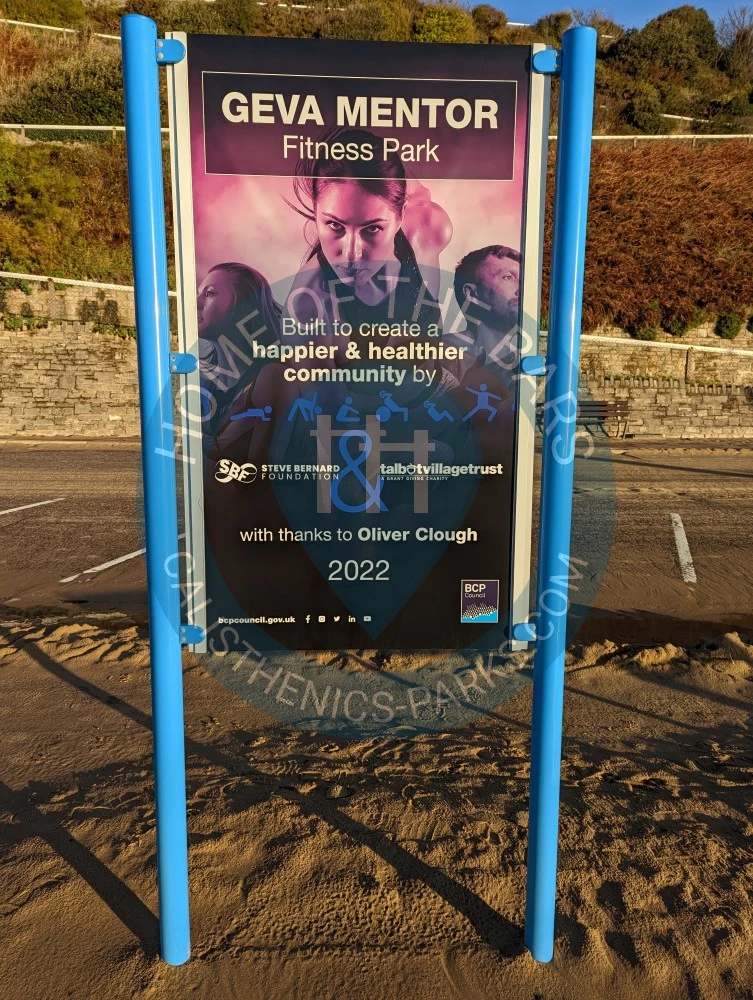 GEVA MENTOR
Fitness Park
Built to create a
happier & healthier
community by
SBF STEVE BERNARD
FOUNDATION
&
talbotvillagetrust
A GRANT GIVING CHARITY
with thanks to Oliver Clough
2022
BCP
Council
bcpcouncil.gov.uk
HOME OF THE BARS
CALISTHENICS-PARKS.COM